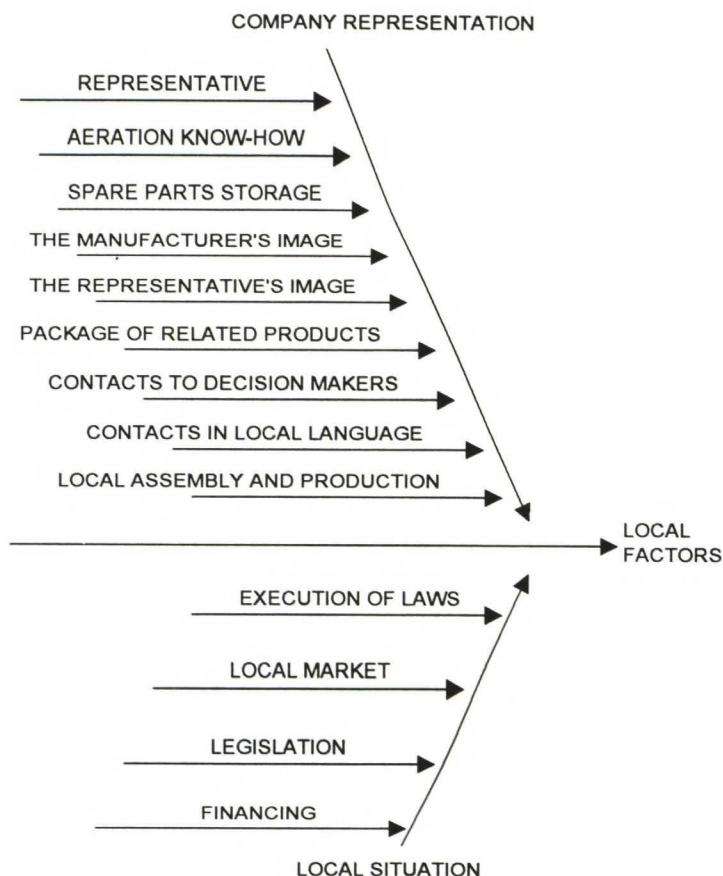 COMPANY REPRESENTATION
REPRESENTATIVE
AERATION KNOW-HOW
SPARE PARTS STORAGE
THE MANUFACTURER'S IMAGE
THE REPRESENTATIVE'S IMAGE
PACKAGE OF RELATED PRODUCTS
CONTACTS TO DECISION MAKERS
CONTACTS IN LOCAL LANGUAGE
LOCAL ASSEMBLY AND PRODUCTION
LOCAL
FACTORS
EXECUTION OF LAWS
LOCAL MARKET
LEGISLATION
FINANCING
LOCAL SITUATION